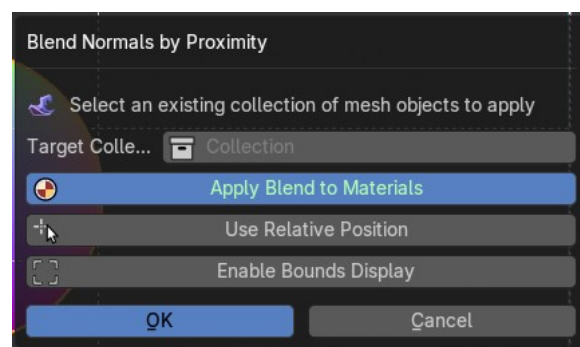 Blend Normals by Proximity
Select an existing collection of mesh objects to apply
Target Colle... Collection
Apply Blend to Materials
Use Relative Position
Enable Bounds Display
OK Cancel